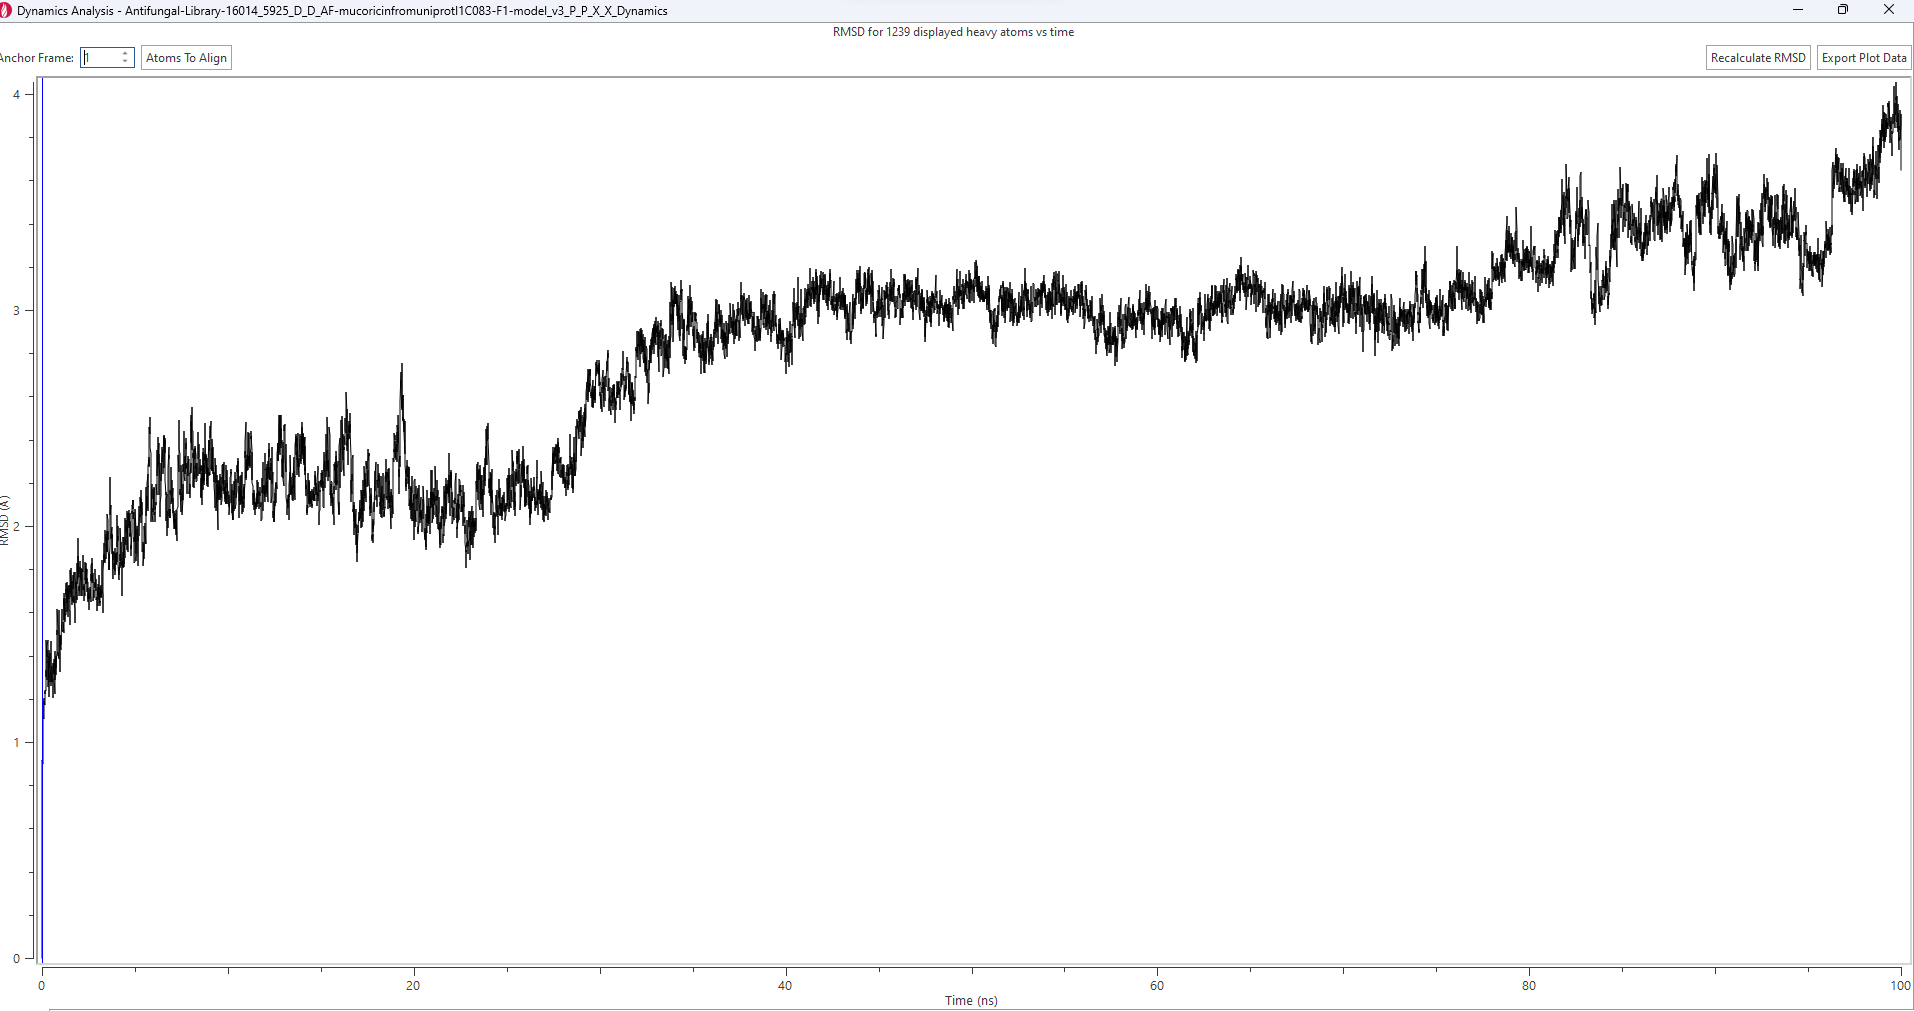 Dynamics Analysis - Antifungal-Library-16014_5925_D_D_AF-mucoricinfromuniprotI1C083-F1-model_v3_P_P_X_X_Dynamics
RMSD for 1239 displayed heavy atoms vs time
Anchor Frame: 1 Atoms To Align Recalculate RMSD Export Plot Data
4
3
2
1
0
RMSD (A)
0 20 40 60 80 100
Time (ns)